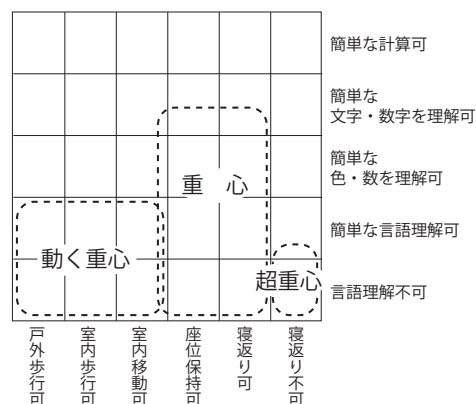 簡単な計算可
簡単な
文字・数字を理解可
簡単な
色・数を理解可
重 心
簡単な言語理解可
動く重心
超重心
言語理解不可
戸外歩行可
室内歩行可
室内移動可
座位保持可
寝返り可
寝返り不可